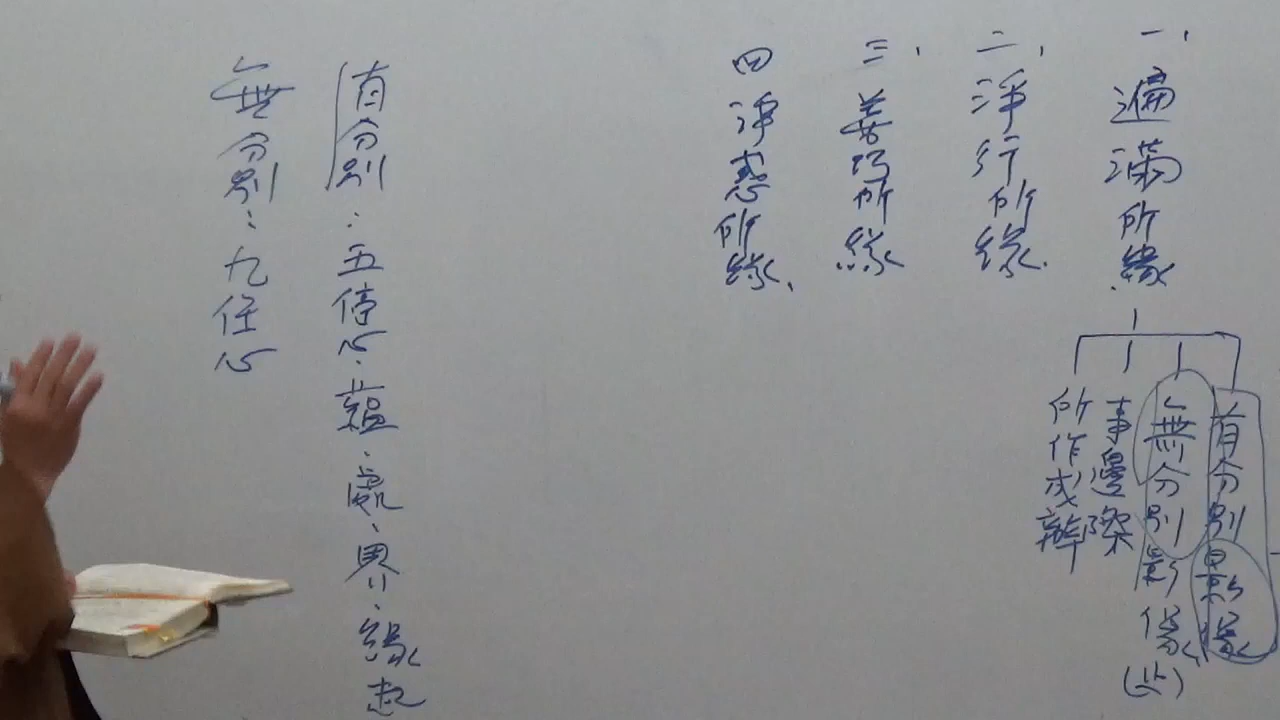 一、遍滿所緣
有分別影像
無分別影像(止)
事邊際
所作成辦
二、淨行所緣
三、善巧所緣
四淨惑所緣、
有分別：五停心、蘊、處、界、緣起
無分別：九住心